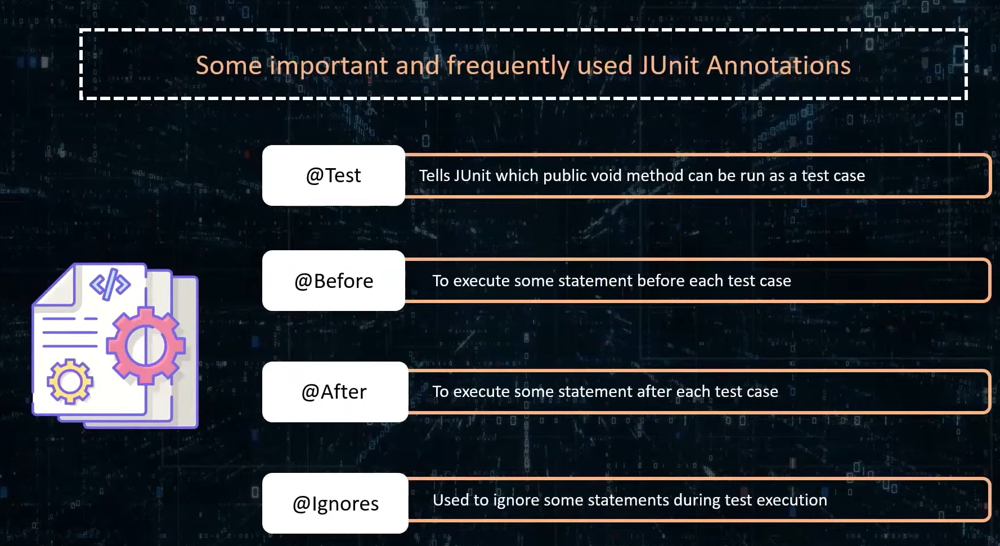 Some important and frequently used JUnit Annotations
@Test
Tells JUnit which public void method can be run as a test case
@Before
To execute some statement before each test case
</>
@After
To execute some statement after each test case
@Ignores
Used to ignore some statements during test execution